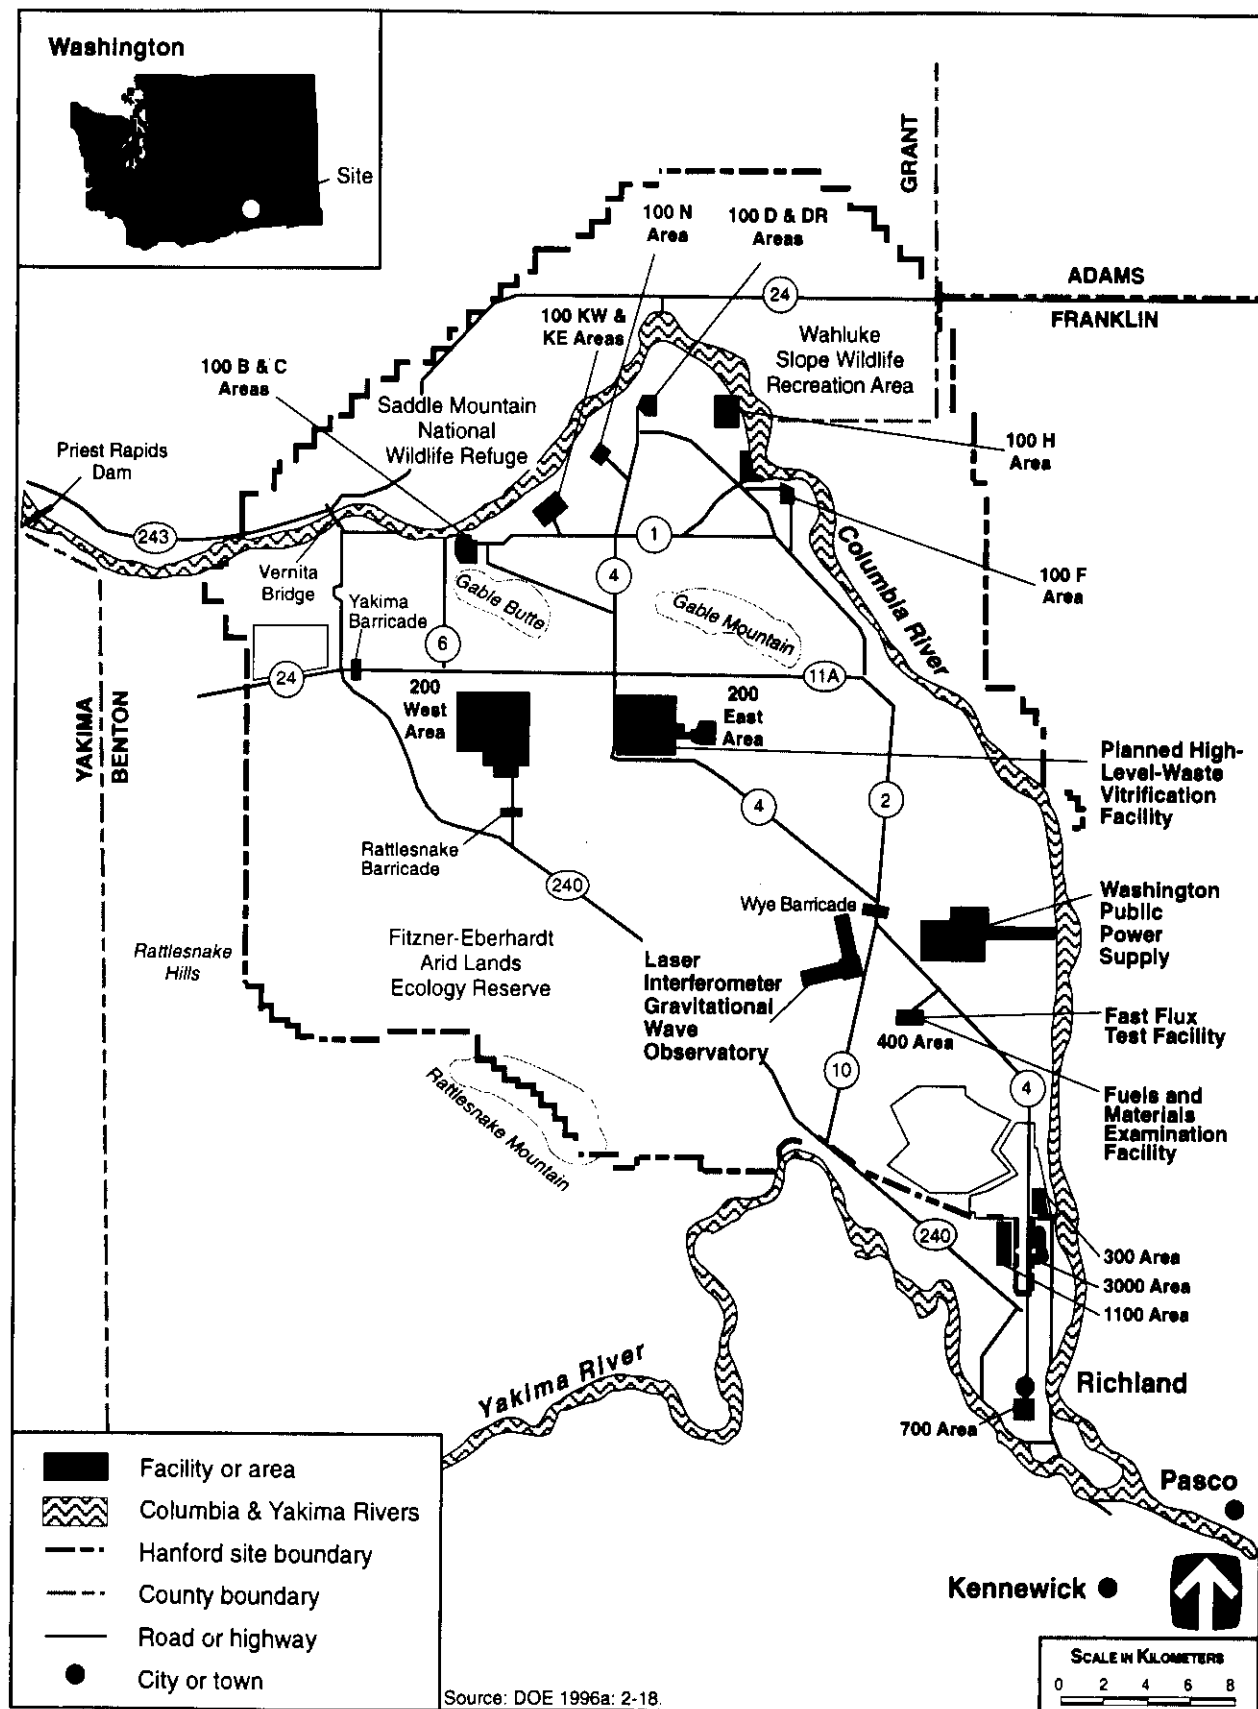 Washington
Site
GRANT
100 N
Area
100 D & DR
Areas
ADAMS
24
FRANKLIN
100 KW &
KE Areas
Wahluke
Slope Wildlife
Recreation Area
100 B & C
Areas
Saddle Mountain
National
Wildlife Refuge
100 H
Area
Priest Rapids
Dam
243
1
Columbia River
Vernita
Bridge
4
100 F
Area
Gable Butte
Gable Mountain
Yakima
Barricade
6
24
11A
200
West
Area
200
East
Area
YAKIMA
BENTON
Planned High-
Level-Waste
Vitrification
Facility
4
2
Rattlesnake
Barricade
240
Wye Barricade
Washington
Public
Power
Supply
Rattlesnake
Hills
Fitzner-Eberhardt
Arid Lands
Ecology Reserve
Laser
Interferometer
Gravitational
Wave
Observatory
400 Area
Fast Flux
Test Facility
10
4
Rattlesnake Mountain
Fuels and
Materials
Examination
Facility
240
300 Area
3000 Area
1100 Area
Yakima River
Richland
700 Area
Pasco
Kennewick
Facility or area
Columbia & Yakima Rivers
Hanford site boundary
County boundary
Road or highway
City or town
Source: DOE 1996a: 2-18.
SCALE IN KILOMETERS
0 2 4 6 8